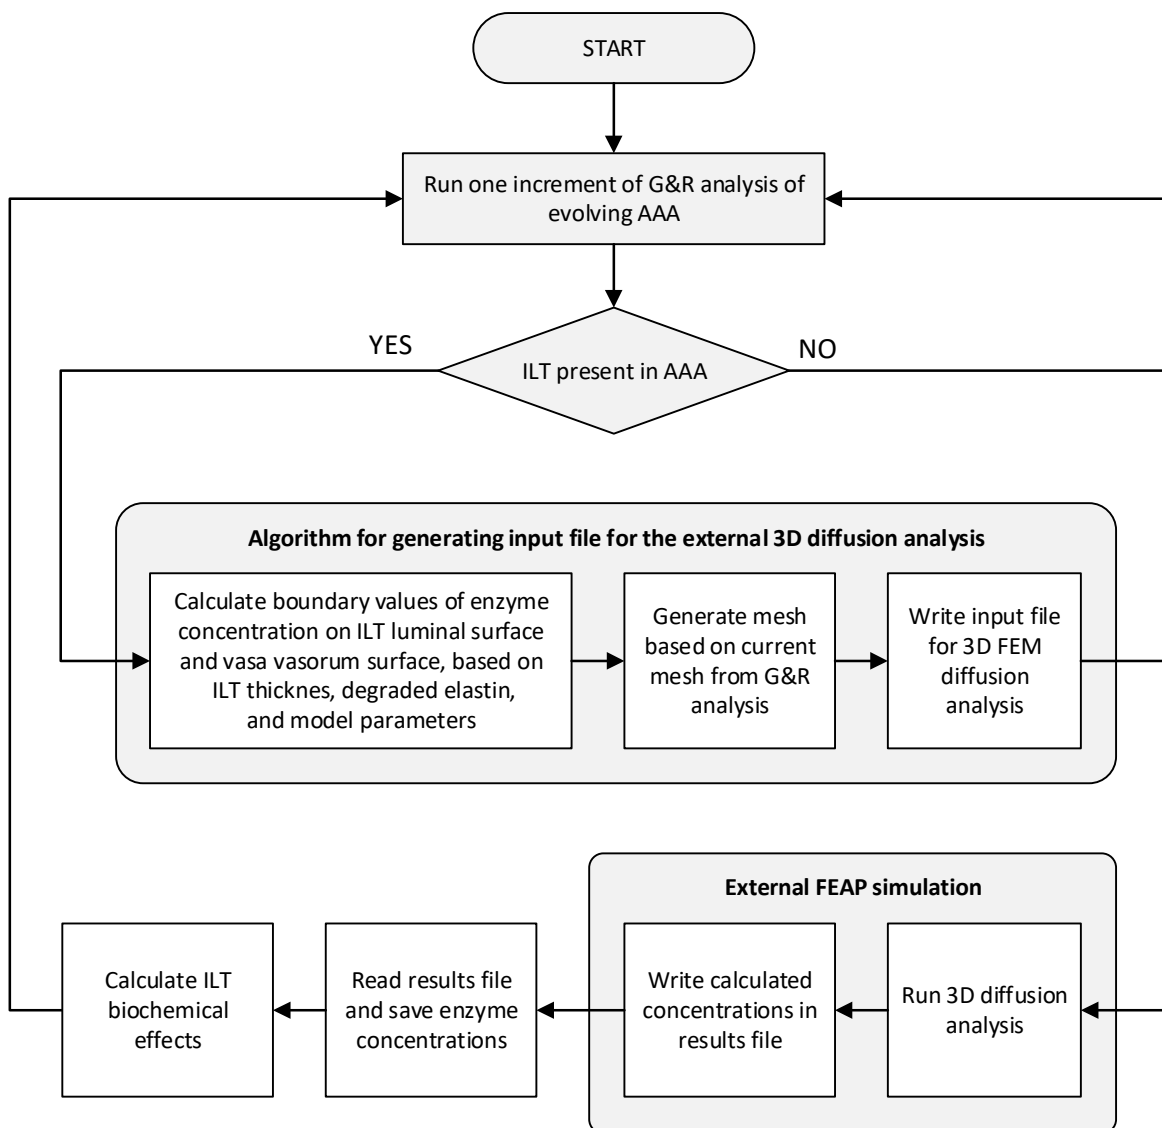 START
Run one increment of G&R analysis of
evolving AAA
YES
NO
ILT present in AAA
Algorithm for generating input file for the external 3D diffusion analysis
Calculate boundary values of enzyme
concentration on ILT luminal surface
and vasa vasorum surface, based on
ILT thicknes, degraded elastin,
and model parameters
Generate mesh
based on current
mesh from G&R
analysis
Write input file
for 3D FEM
diffusion
analysis
External FEAP simulation
Calculate ILT
biochemical
effects
Read results file
and save enzyme
concentrations
Write calculated
concentrations in
results file
Run 3D diffusion
analysis